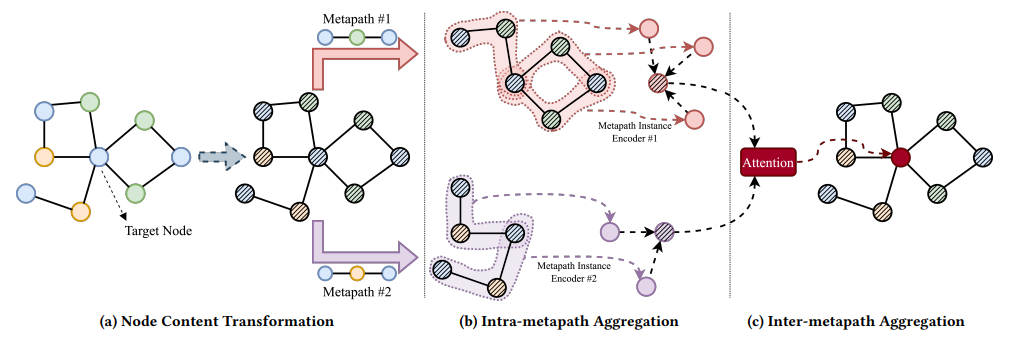 Metapath #1
Target Node
Metapath #2
(a) Node Content Transformation
Metapath Instance
Encoder #1
Metapath Instance
Encoder #2
(b) Intra-metapath Aggregation
Attention
(c) Inter-metapath Aggregation